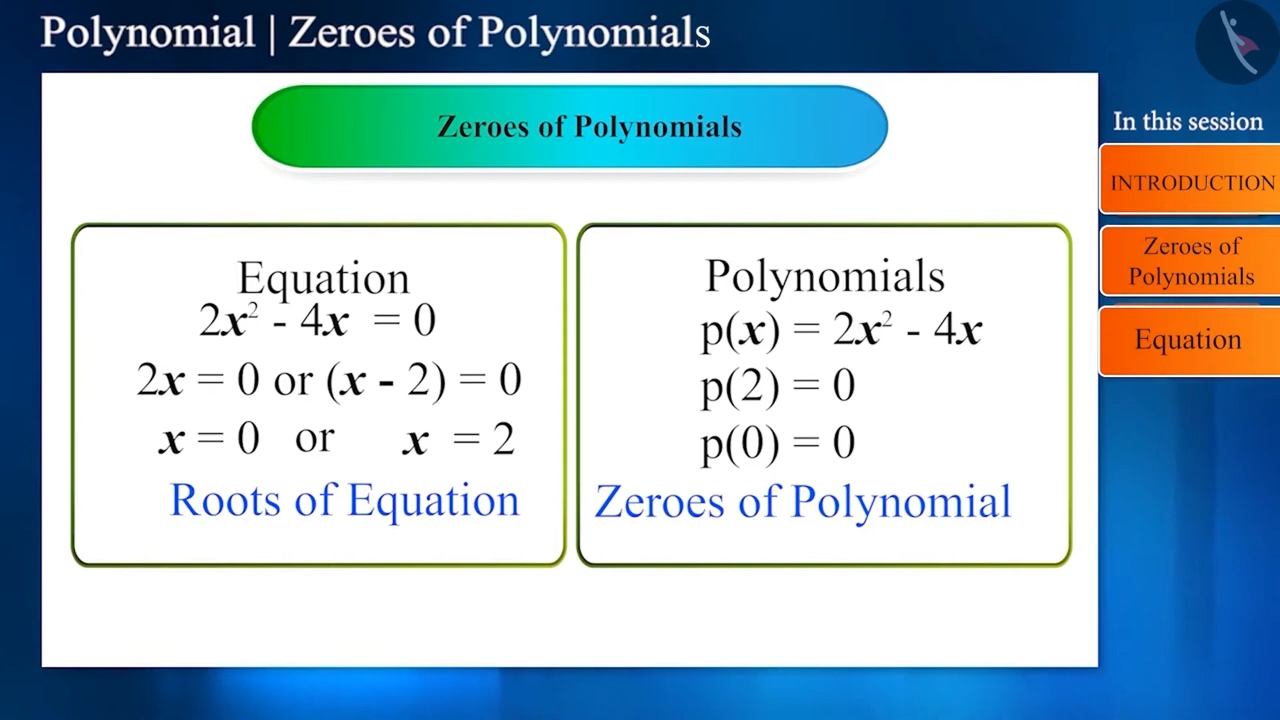 Polynomial | Zeroes of Polynomials
Zeroes of Polynomials
Equation
2x² - 4x = 0
2x = 0 or (x - 2) = 0
x = 0 or x = 2
Roots of Equation
Polynomials
p(x) = 2x² - 4x
p(2) = 0
p(0) = 0
Zeroes of Polynomial
In this session
INTRODUCTION
Zeroes of
Polynomials
Equation